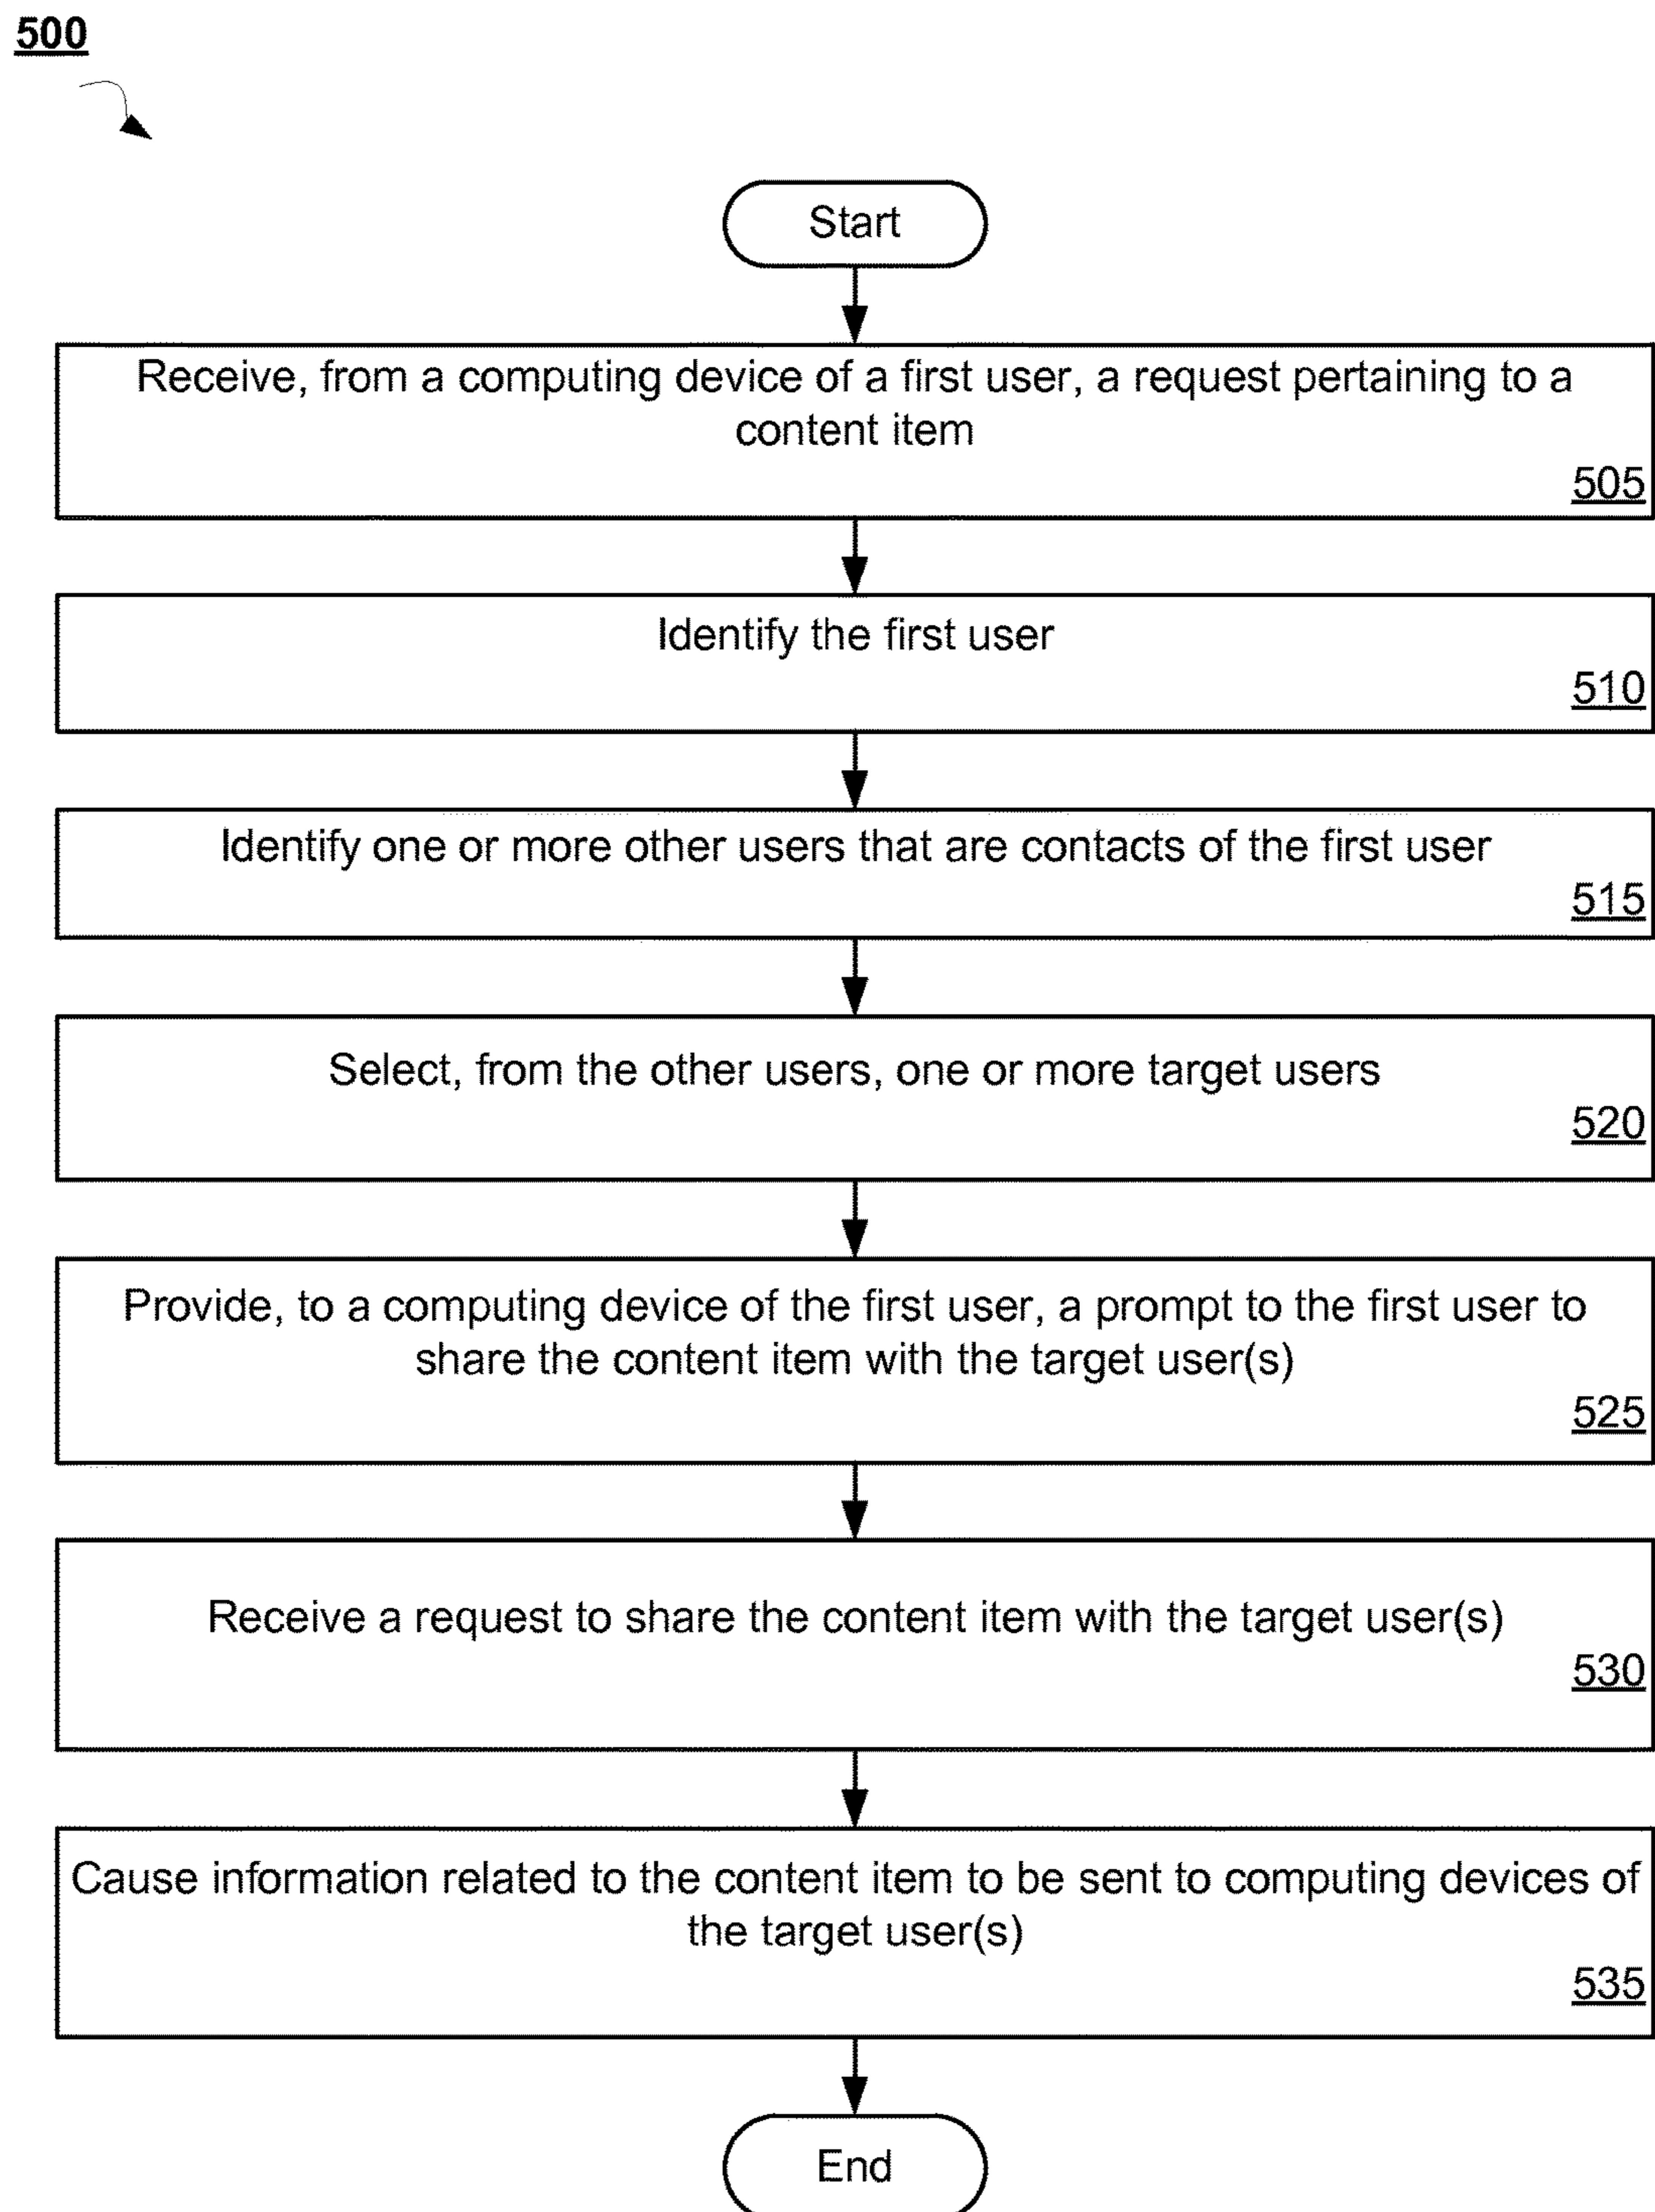 500
Start
Receive, from a computing device of a first user, a request pertaining to a
content item
505
Identify the first user
510
Identify one or more other users that are contacts of the first user
515
Select, from the other users, one or more target users
520
Provide, to a computing device of the first user, a prompt to the first user to
share the content item with the target user(s)
525
Receive a request to share the content item with the target user(s)
530
Cause information related to the content item to be sent to computing devices of
the target user(s)
535
End